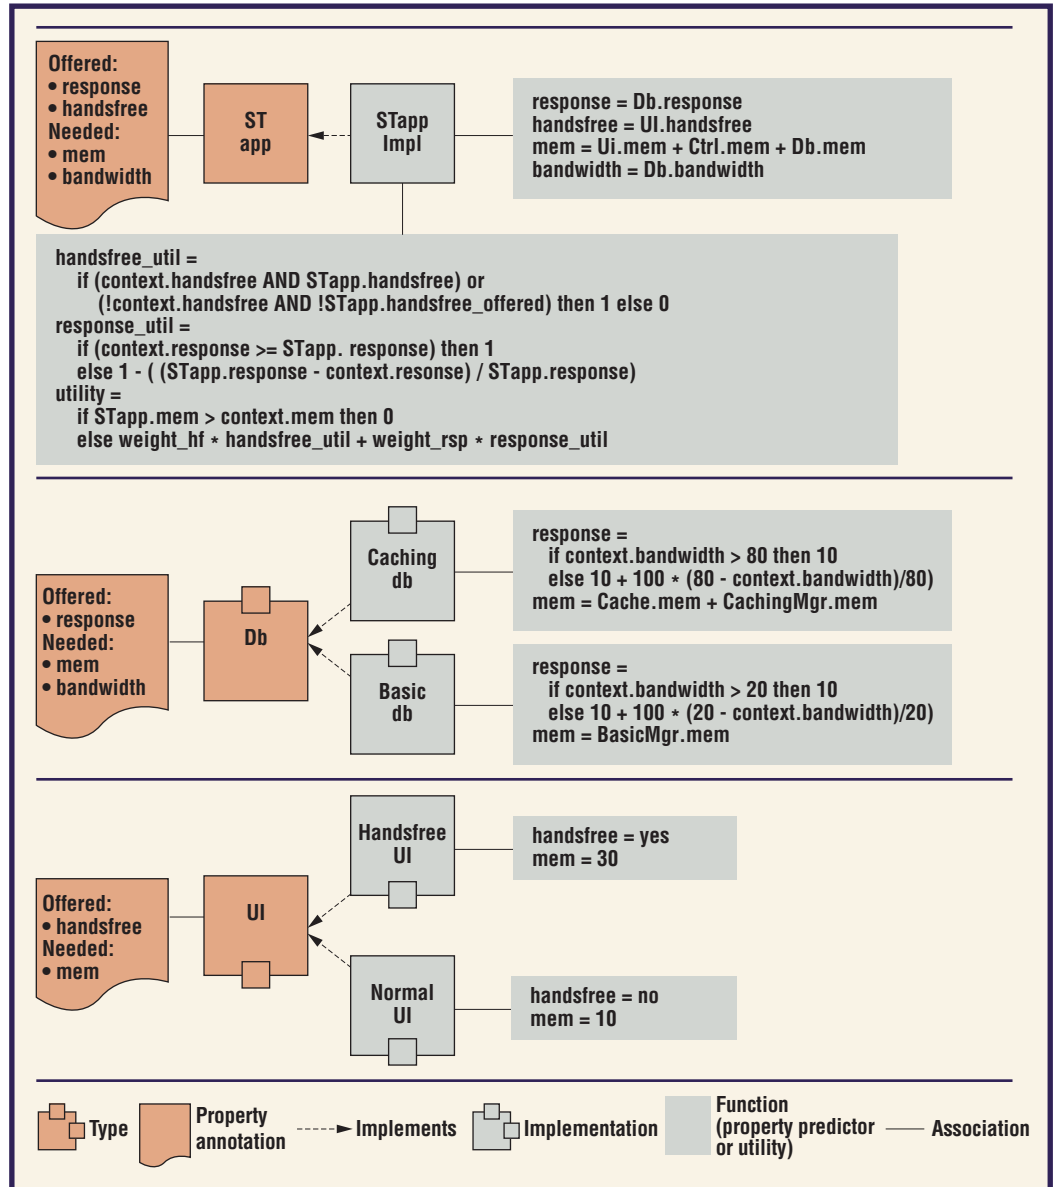 Offered:
• response
• handsfree
Needed:
• mem
• bandwidth
ST
app
STapp
Impl
response = Db.response
handsfree = UI.handsfree
mem = Ui.mem + Ctrl.mem + Db.mem
bandwidth = Db.bandwidth
handsfree_util =
if (context.handsfree AND STapp.handsfree) or
(!context.handsfree AND !STapp.handsfree_offered) then 1 else 0
response_util =
if (context.response >= STapp. response) then 1
else 1 - ( (STapp.response - context.resonse) / STapp.response)
utility =
if STapp.mem > context.mem then 0
else weight_hf * handsfree_util + weight_rsp * response_util
Offered:
• response
Needed:
• mem
• bandwidth
Db
Caching
db
response =
if context.bandwidth > 80 then 10
else 10 + 100 * (80 - context.bandwidth)/80)
mem = Cache.mem + CachingMgr.mem
Basic
db
response =
if context.bandwidth > 20 then 10
else 10 + 100 * (20 - context.bandwidth)/20)
mem = BasicMgr.mem
Offered:
• handsfree
Needed:
• mem
UI
Handsfree
UI
handsfree = yes
mem = 30
Normal
UI
handsfree = no
mem = 10
Type
Property
annotation
Implements
Implementation
Function
(property predictor
or utility)
Association